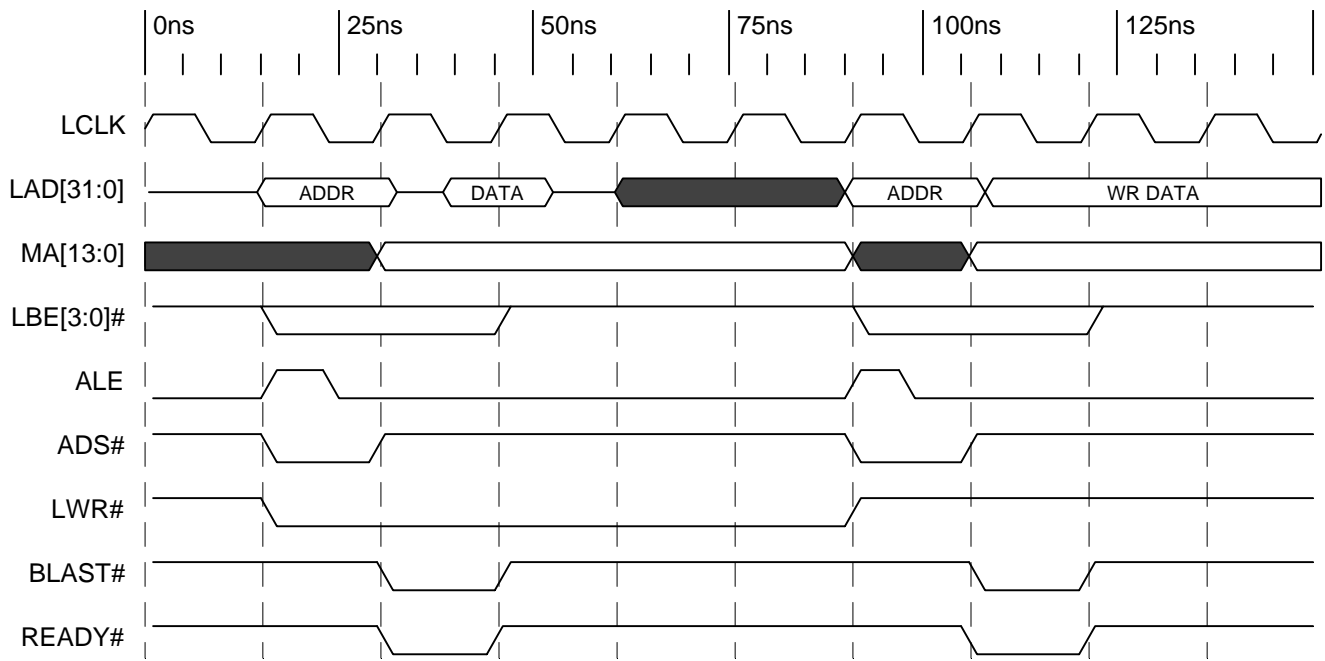 0ns 25ns 50ns 75ns 100ns 125ns
LCLK
LAD[31:0] ADDR DATA ADDR WR DATA
MA[13:0]
LBE[3:0]#
ALE
ADS#
LWR#
BLAST#
READY#